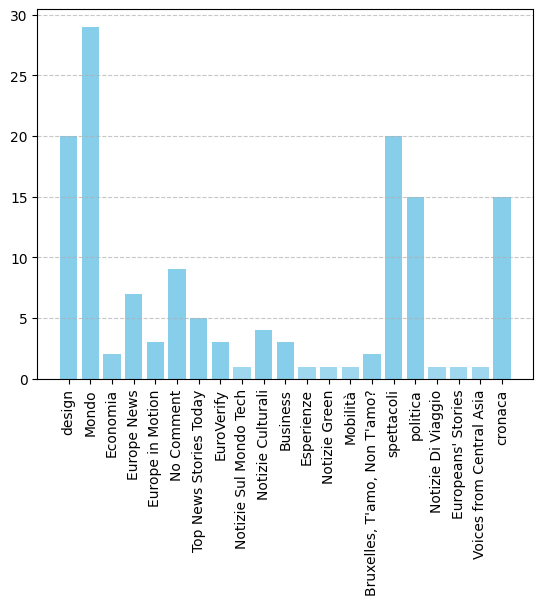 30
25
20
15
10
5
0
design
Mondo
Economia
Europe News
Europe in Motion
No Comment
Top News Stories Today
EuroVerify
Notizie Sul Mondo Tech
Notizie Culturali
Business
Esperienze
Notizie Green
Mobilità
Bruxelles, T'amo, Non T'amo?
spettacoli
politica
Notizie Di Viaggio
Europeans' Stories
Voices from Central Asia
cronaca